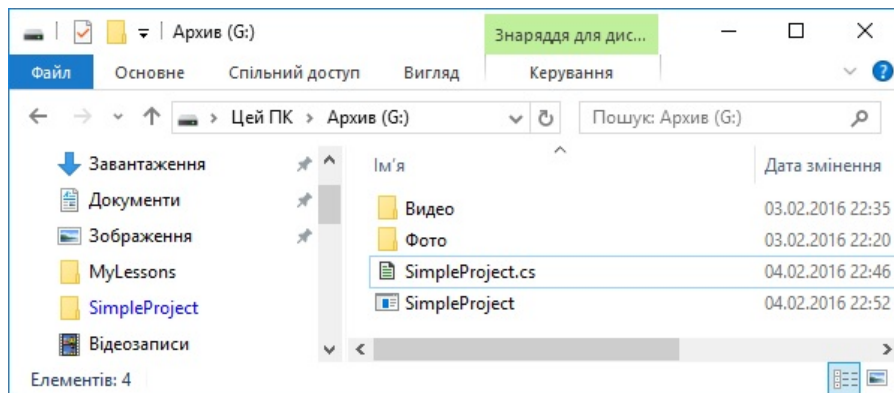 Архив (G:) Знаряддя для дис...
Файл Основне Спільний доступ Вигляд Керування ?
Цей ПК > Архив (G:) Пошук: Архив (G:)
Завантаження
Документи
Зображення
MyLessons
SimpleProject
Відеозаписи
Ім'я Дата змінення
Видео 03.02.2016 22:35
Фото 03.02.2016 22:20
SimpleProject.cs 04.02.2016 22:46
SimpleProject 04.02.2016 22:52
Елементів: 4